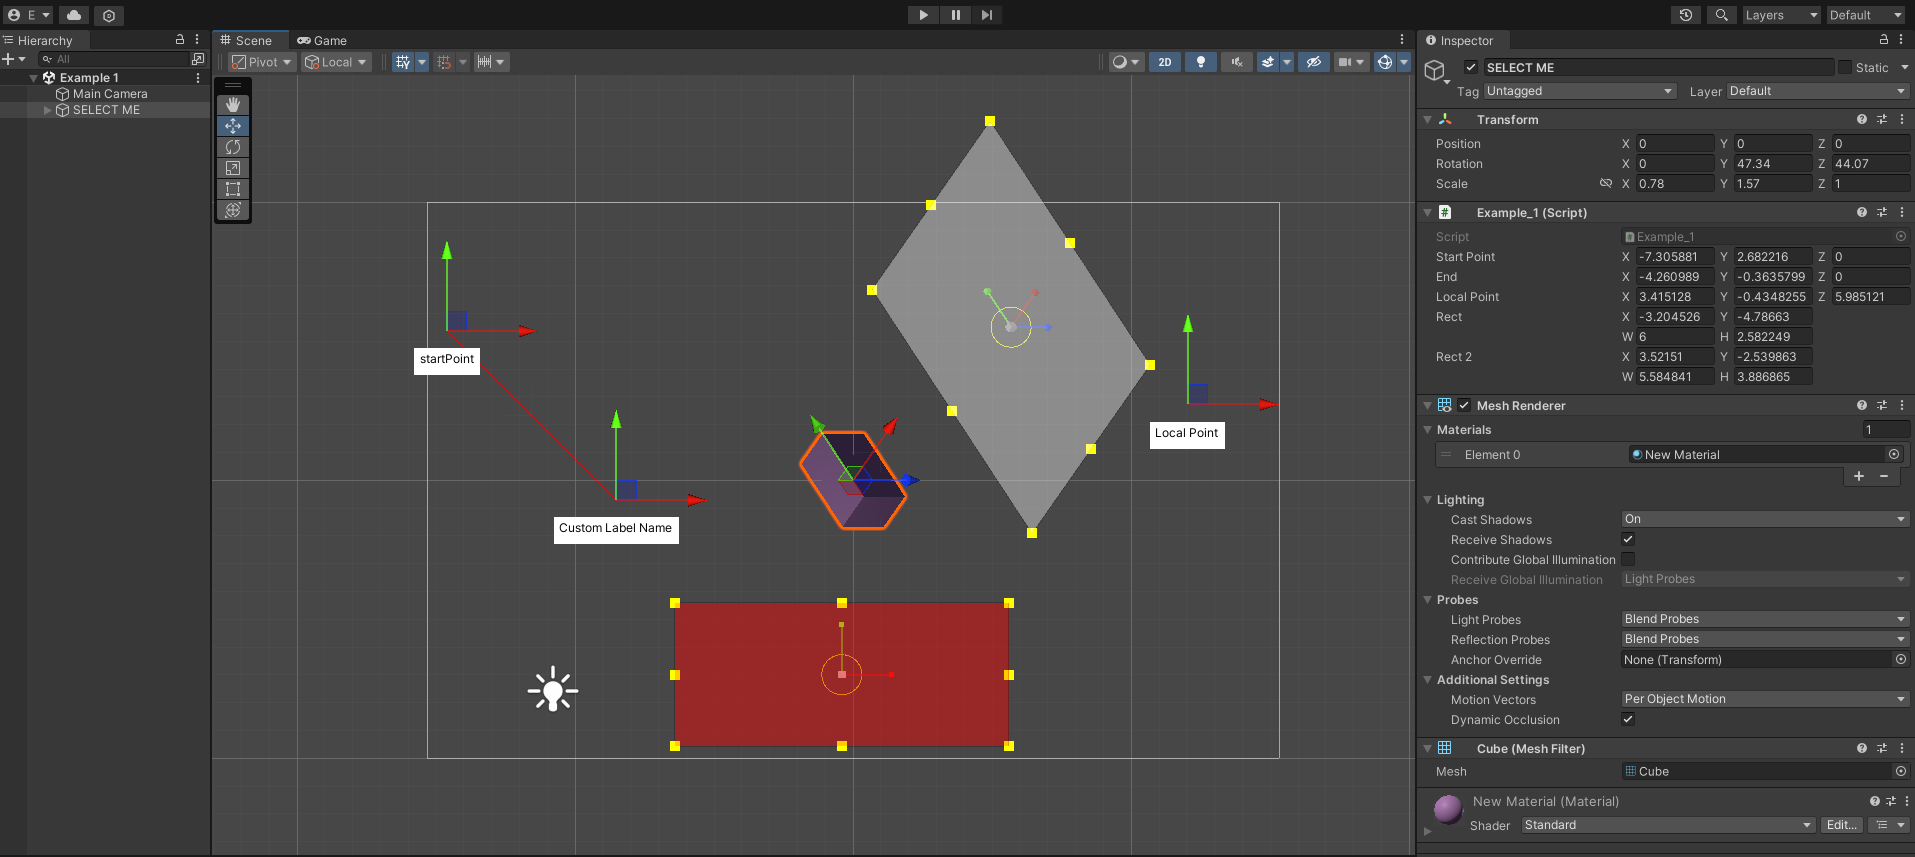 E
Layers
Default
Hierarchy
All
Example 1
Main Camera
SELECT ME
Scene
Game
Pivot
Local
2D
startPoint
Custom Label Name
Local Point
Inspector
SELECT ME
Static
Tag Untagged Layer Default
Transform
Position X 0 Y 0 Z 0
Rotation X 0 Y 47.34 Z 44.07
Scale X 0.78 Y 1.57 Z 1
Example_1 (Script)
Script Example_1
Start Point X -7.305881 Y 2.682216 Z 0
End X -4.260989 Y -0.3635799 Z 0
Local Point X 3.415128 Y -0.4348255 Z 5.985121
Rect X -3.204526 Y -4.78663
W 6 H 2.582249
Rect 2 X 3.52151 Y -2.539863
W 5.584841 H 3.886865
Mesh Renderer
Materials 1
Element 0 New Material
Lighting
Cast Shadows On
Receive Shadows
Contribute Global Illumination
Receive Global Illumination Light Probes
Probes
Light Probes Blend Probes
Reflection Probes Blend Probes
Anchor Override None (Transform)
Additional Settings
Motion Vectors Per Object Motion
Dynamic Occlusion
Cube (Mesh Filter)
Mesh Cube
New Material (Material)
Shader Standard Edit...